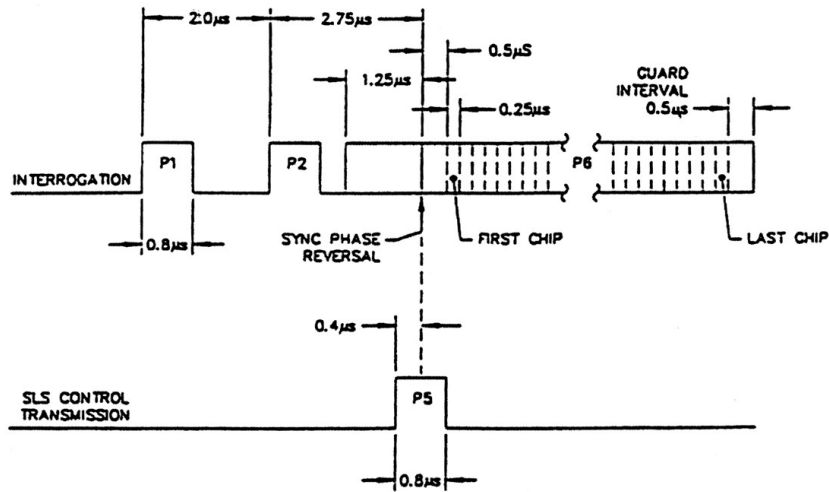 2.0µs
2.75µs
0.5µS
1.25µs
GUARD
INTERVAL
0.25µs
0.5µs
P1
P2
P6
INTERROGATION
0.8µs
SYNC PHASE
REVERSAL
FIRST CHIP
LAST CHIP
0.4µs
SLS CONTROL
TRANSMISSION
P5
0.8µs